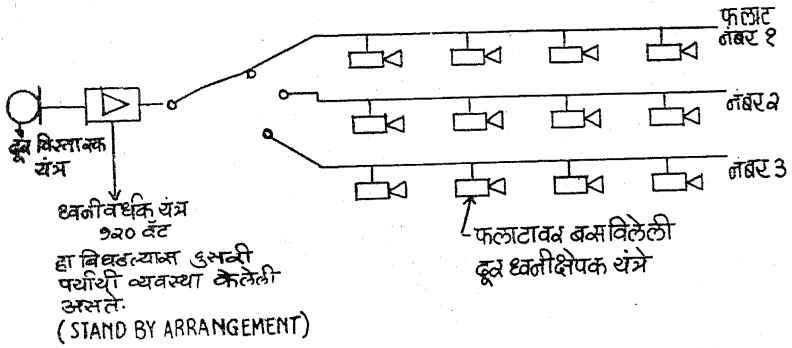 फलाट
नंबर १
नंबर २
नंबर 3
दूर विस्तारक
यंत्र
ध्वनीवर्धक यंत्र
१२० वॅट
हा बिघडल्यास दुसरी
पर्यायी व्यवस्था केलेली
असते.
(STAND BY ARRANGEMENT)
फलाटावर बसविलेली
दूर ध्वनीक्षेपक यंत्रे